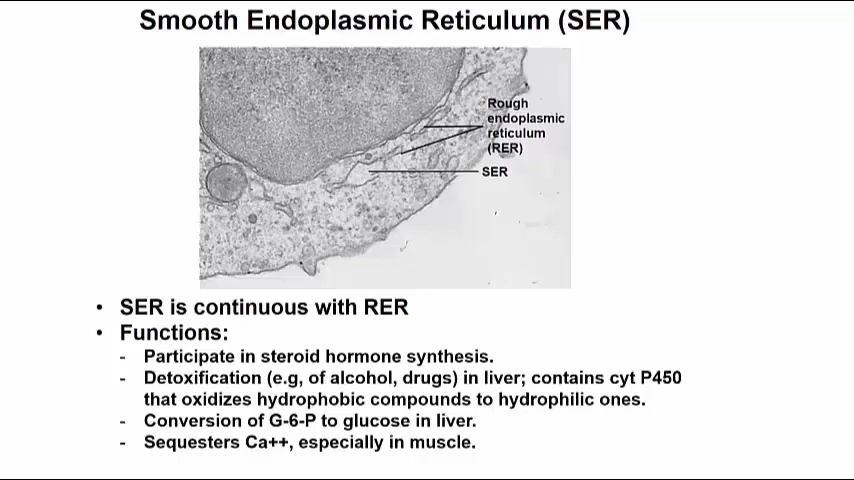 Smooth Endoplasmic Reticulum (SER)
Rough
endoplasmic
reticulum
(RER)
SER
• SER is continuous with RER
• Functions:
- Participate in steroid hormone synthesis.
- Detoxification (e.g, of alcohol, drugs) in liver; contains cyt P450
that oxidizes hydrophobic compounds to hydrophilic ones.
- Conversion of G-6-P to glucose in liver.
- Sequesters Ca++, especially in muscle.